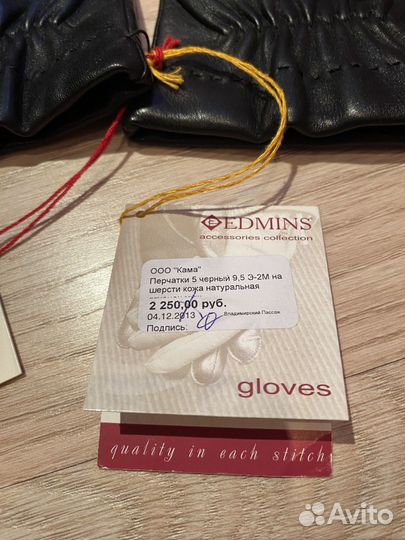 EDMINS
accessories collection
ООО "Кама"
Перчатки 5 черный 9,5 Э-2М на
шерсти кожа натуральная
2 250,00 руб.
04.12.2013
Владимирский Пассаж
Подпись:
gloves
quality in each stitch
Avito